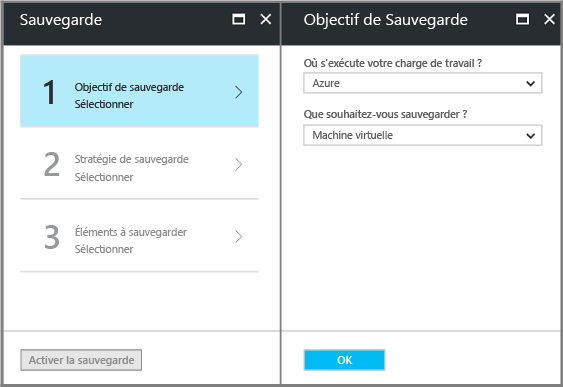 Sauvegarde
1
Objectif de sauvegarde
Sélectionner
2
Stratégie de sauvegarde
Sélectionner
3
Éléments à sauvegarder
Sélectionner
Activer la sauvegarde
Objectif de Sauvegarde
Où s'exécute votre charge de travail ?
Azure
Que souhaitez-vous sauvegarder ?
Machine virtuelle
OK